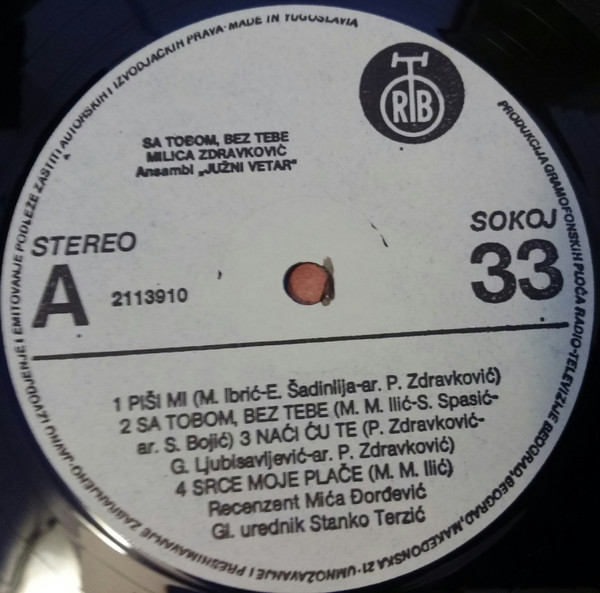 PRODUKCIJA GRAMOFONSKIH PLOČA RADIO-TELEVIZIJE BEOGRAD, BEOGRAD, MAKEDONSKA 21 · UMNOŽAVANJE I PRESNIMAVANJE ZABRANJENO · JAVNO IZVODJENJE I EMITOVANJE PODLEŽE ZAŠTITI AUTORSKIH I IZVODJAČKIH PRAVA · MADE IN YUGOSLAVIA
RTB
SA TOBOM, BEZ TEBE
MILICA ZDRAVKOVIĆ
Ansambl „JUŽNI VETAR"
STEREO
A
2113910
SOKOJ
33
1 PIŠI MI (M. Ibrić-E. Šadinlija-ar. P. Zdravković)
2 SA TOBOM, BEZ TEBE (M. M. Ilić-S. Spasić-
ar. S. Bojić) 3 NAĆI ĆU TE (P. Zdravković-
G. Ljubisavljević-ar. P. Zdravković)
4 SRCE MOJE PLAČE (M. M. Ilić)
Recenzent Mića Đorđević
Gl. urednik Stanko Terzić